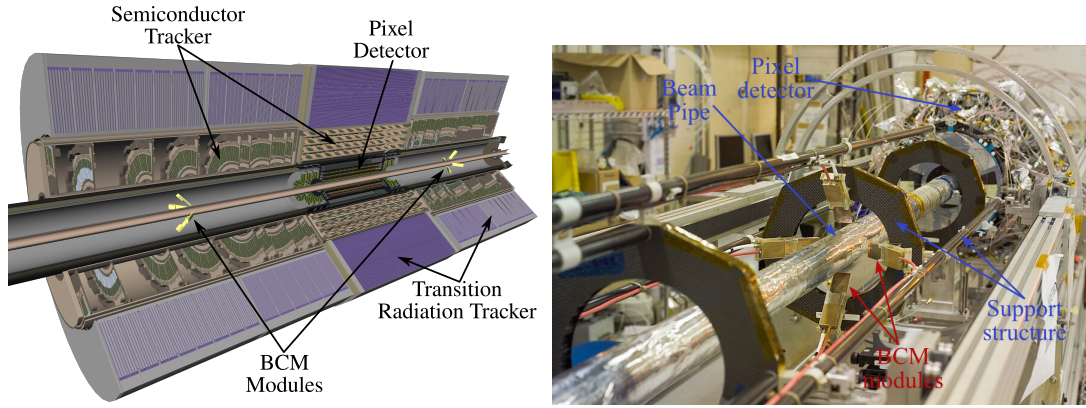 Semiconductor
Tracker
Pixel
Detector
Transition
Radiation Tracker
BCM
Modules
Pixel
detector
Beam
Pipe
Support
structure
BCM
modules